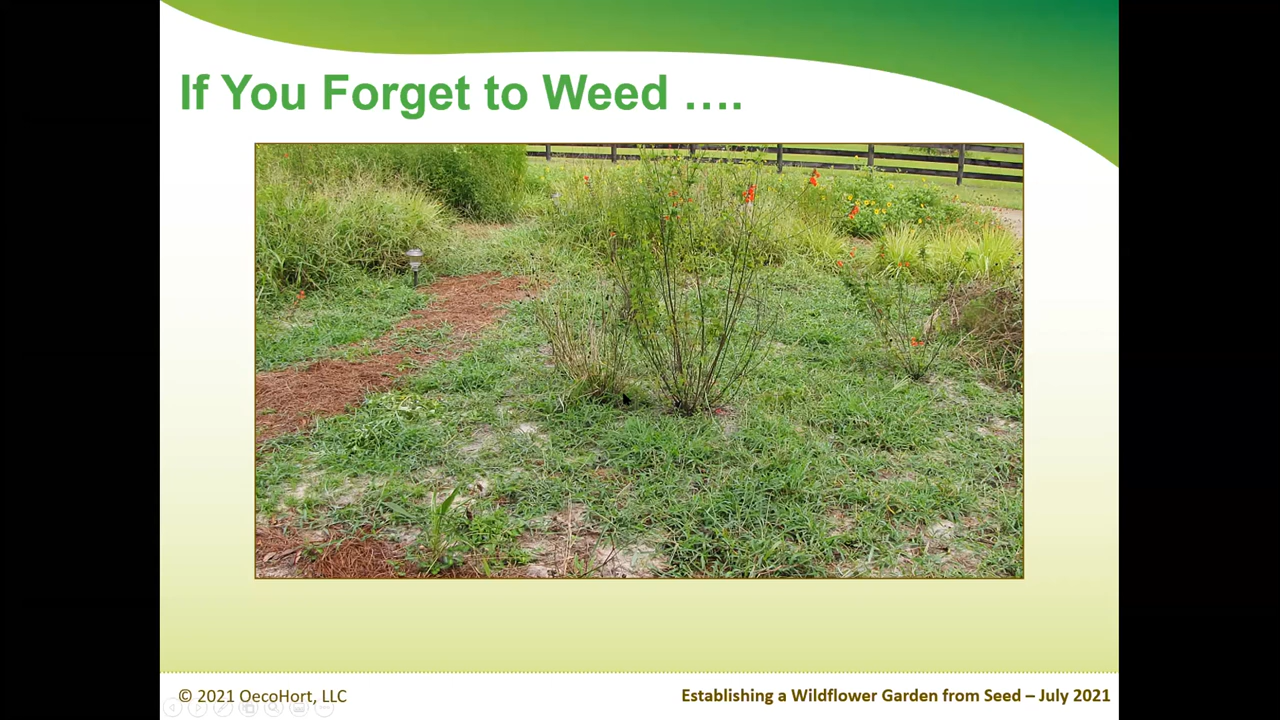 If You Forget to Weed ….
© 2021 OecoHort, LLC
Establishing a Wildflower Garden from Seed – July 2021